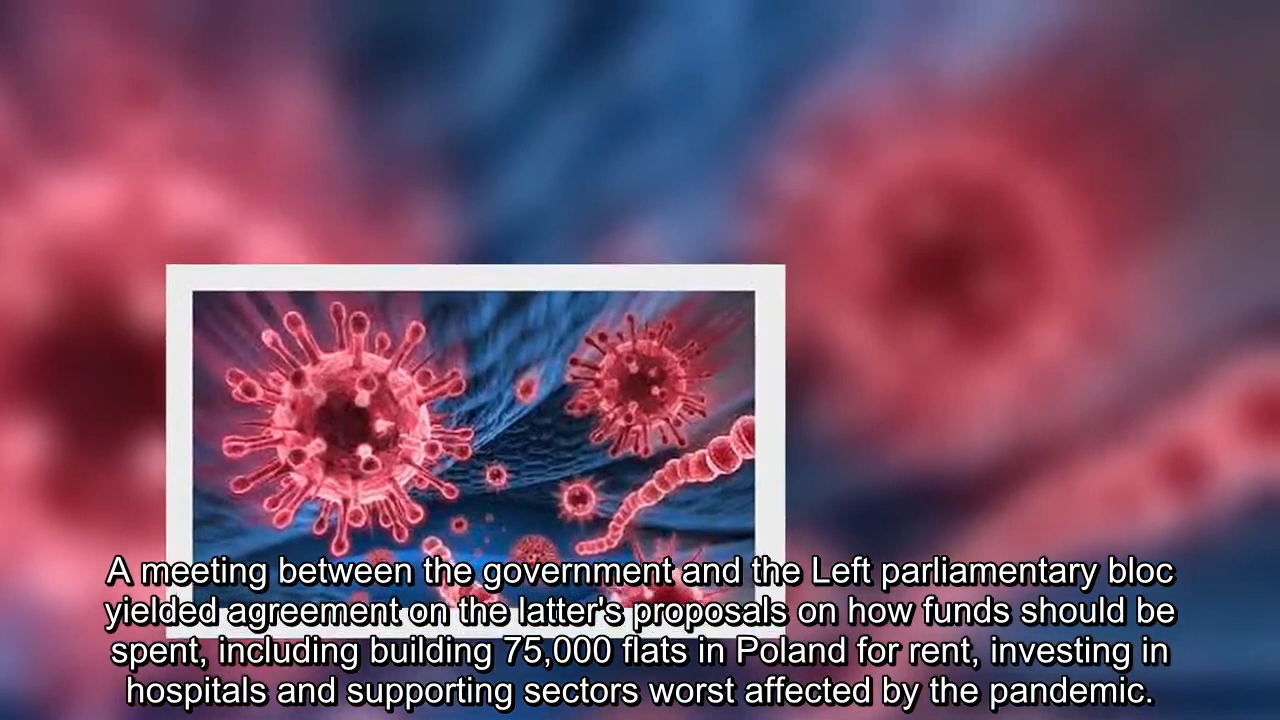 A meeting between the government and the Left parliamentary bloc
yielded agreement on the latter's proposals on how funds should be
spent, including building 75,000 flats in Poland for rent, investing in
hospitals and supporting sectors worst affected by the pandemic.